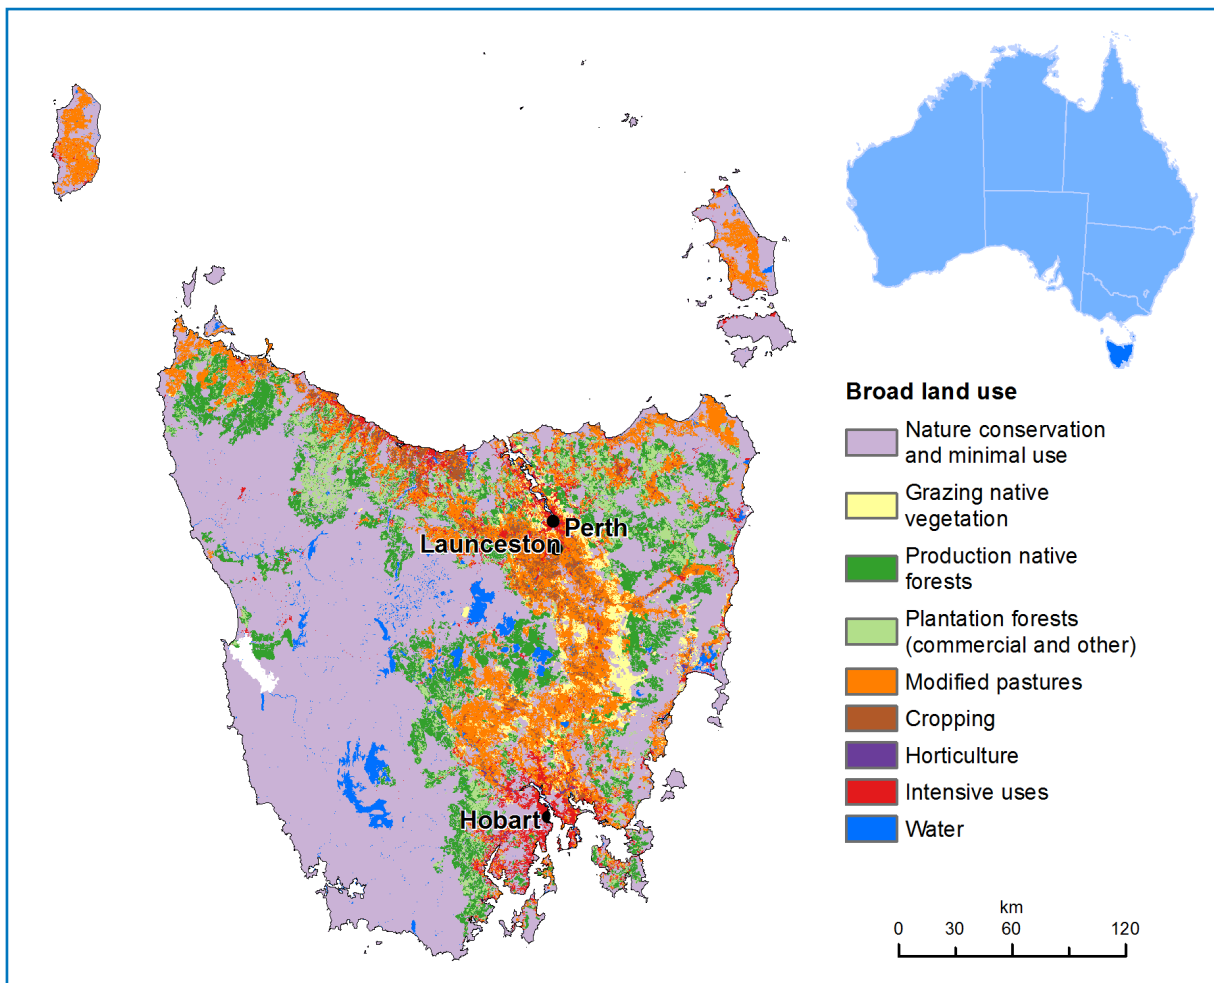 Perth
Launceston
Hobart
Broad land use
Nature conservation
and minimal use
Grazing native
vegetation
Production native
forests
Plantation forests
(commercial and other)
Modified pastures
Cropping
Horticulture
Intensive uses
Water
km
0 30 60 120